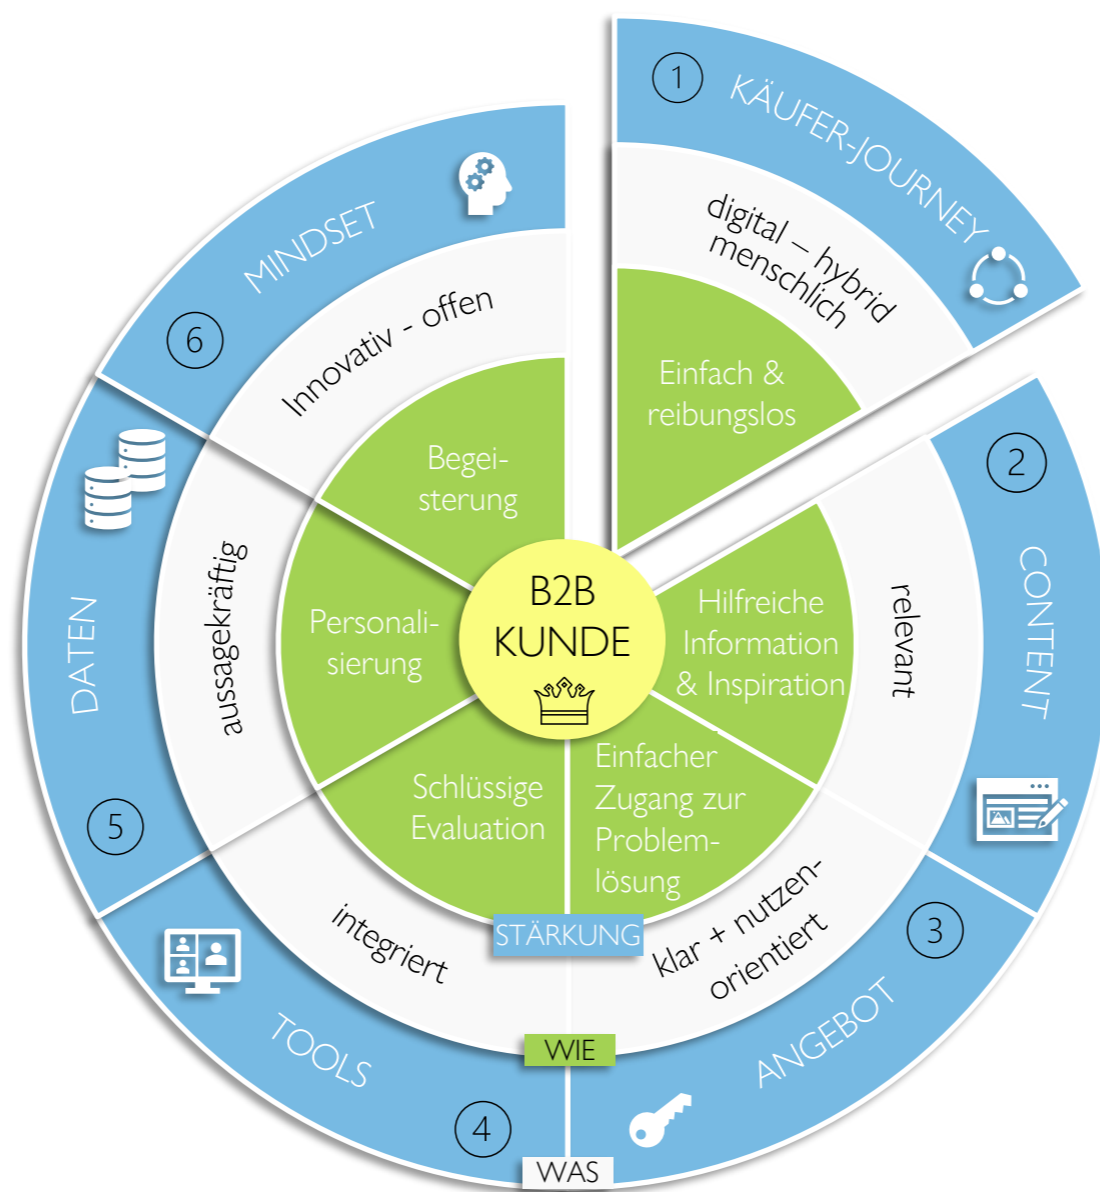 1
KÄUFER-JOURNEY
digital – hybrid
menschlich
Einfach &
reibungslos
2
CONTENT
relevant
Hilfreiche
Information
& Inspiration
3
ANGEBOT
klar + nutzen-
orientiert
Einfacher
Zugang zur
Problem-
lösung
4
TOOLS
integriert
Schlüssige
Evaluation
5
DATEN
aussagekräftig
Personali-
sierung
6
MINDSET
Innovativ - offen
Begei-
sterung
B2B
KUNDE
STÄRKUNG
WIE
WAS